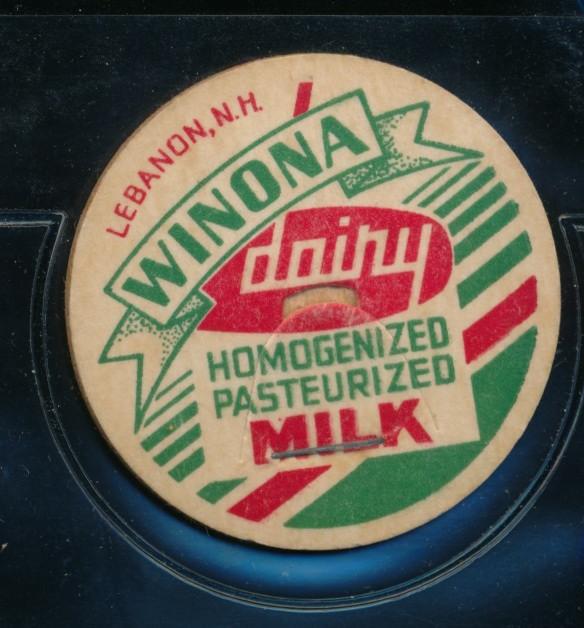 LEBANON, N.H.
WINONA
dairy
HOMOGENIZED
PASTEURIZED
MILK